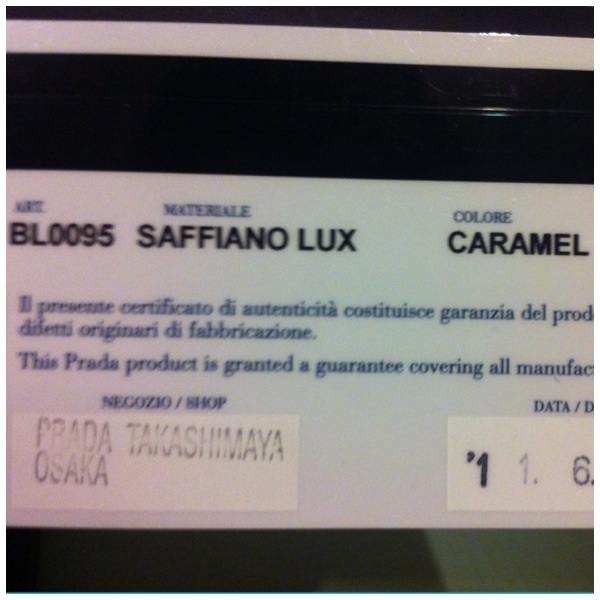 ART. MATERIALE COLORE
BL0095 SAFFIANO LUX CARAMEL
Il presente certificato di autenticità costituisce garanzia del prod
difetti originari di fabbricazione.
This Prada product is granted a guarantee covering all manufac
NEGOZIO / SHOP DATA / D
PRADA TAKASHIMAYA
OSAKA
'1 1. 6.